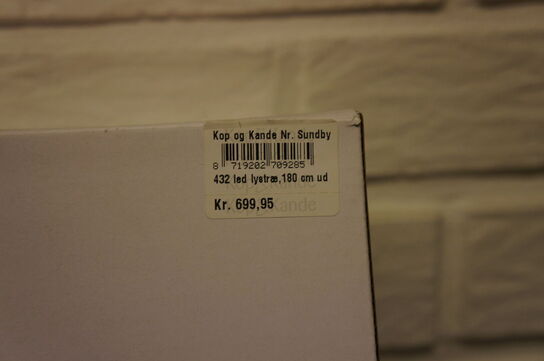 Kop og Kande Nr. Sundby
8 719202 709285
432 led lystræ,180 cm ud
Kr. 699,95